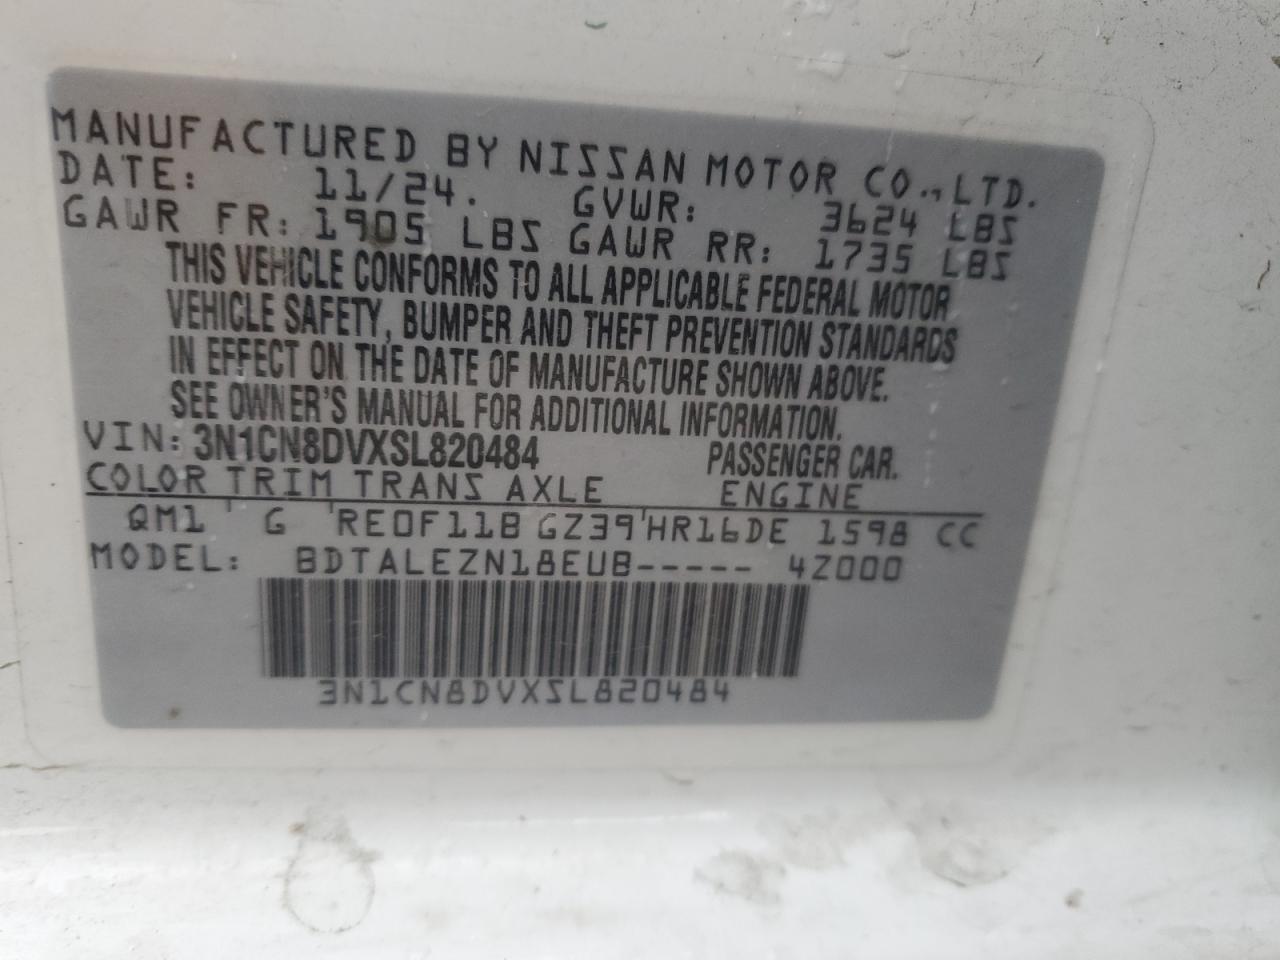 MANUFACTURED BY NISSAN MOTOR CO., LTD.
DATE: 11/24. GVWR: 3624 LBS
GAWR FR: 1905 LBS GAWR RR: 1735 LBS
THIS VEHICLE CONFORMS TO ALL APPLICABLE FEDERAL MOTOR
VEHICLE SAFETY, BUMPER AND THEFT PREVENTION STANDARDS
IN EFFECT ON THE DATE OF MANUFACTURE SHOWN ABOVE.
SEE OWNER'S MANUAL FOR ADDITIONAL INFORMATION.
VIN: 3N1CN8DVXSL820484 PASSENGER CAR.
COLOR TRIM TRANS AXLE ENGINE
QM1 ' G 'RE0F11B GZ39'HR16DE 1598 CC
MODEL: BDTALEZN18EUB----- 4Z000
3N1CN8DVXSL820484